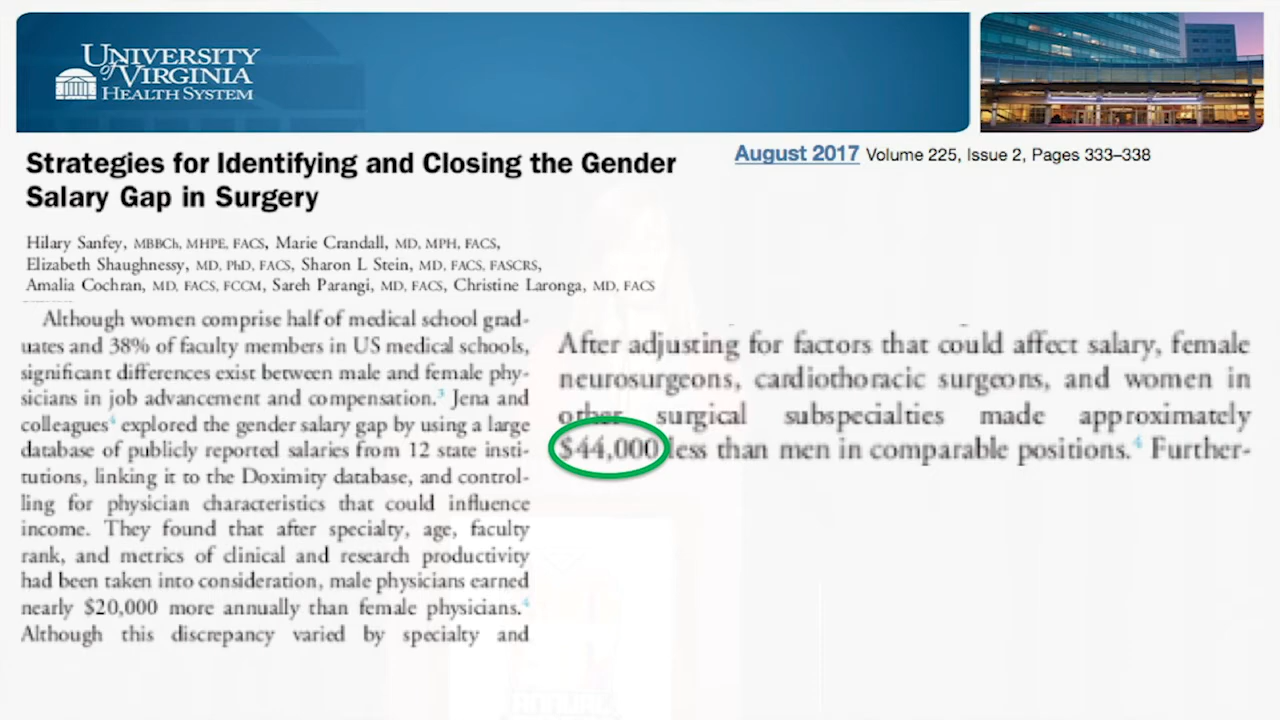 UNIVERSITY
of VIRGINIA
HEALTH SYSTEM
Strategies for Identifying and Closing the Gender
Salary Gap in Surgery
August 2017 Volume 225, Issue 2, Pages 333–338
Hilary Sanfey, MBBCh, MHPE, FACS, Marie Crandall, MD, MPH, FACS,
Elizabeth Shaughnessy, MD, PhD, FACS, Sharon L Stein, MD, FACS, FASCRS,
Amalia Cochran, MD, FACS, FCCM, Sareh Parangi, MD, FACS, Christine Laronga, MD, FACS
Although women comprise half of medical school grad-
uates and 38% of faculty members in US medical schools,
significant differences exist between male and female phy-
sicians in job advancement and compensation.3 Jena and
colleagues4 explored the gender salary gap by using a large
database of publicly reported salaries from 12 state insti-
tutions, linking it to the Doximity database, and control-
ling for physician characteristics that could influence
income. They found that after specialty, age, faculty
rank, and metrics of clinical and research productivity
had been taken into consideration, male physicians earned
nearly $20,000 more annually than female physicians.4
Although this discrepancy varied by specialty and
After adjusting for factors that could affect salary, female
neurosurgeons, cardiothoracic surgeons, and women in
other surgical subspecialties made approximately
$44,000 less than men in comparable positions.4 Further-
ANNUAL